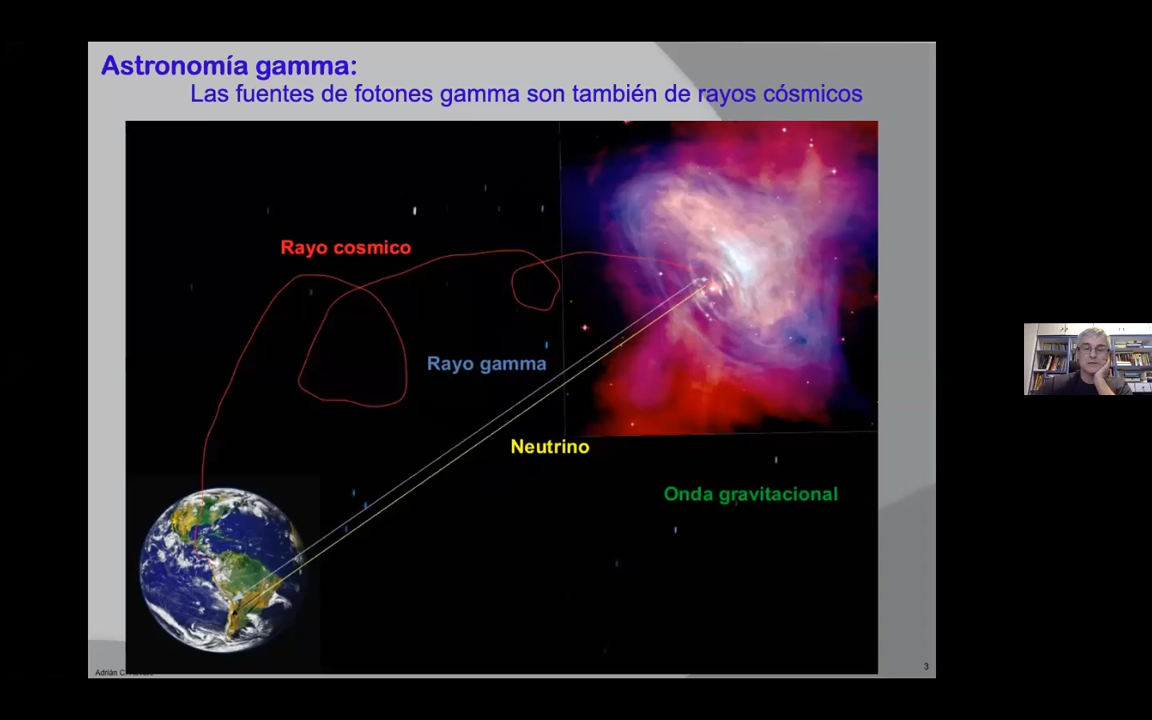 Astronomía gamma:
Las fuentes de fotones gamma son también de rayos cósmicos
Rayo cosmico
Rayo gamma
Neutrino
Onda gravitacional
Adrián
3